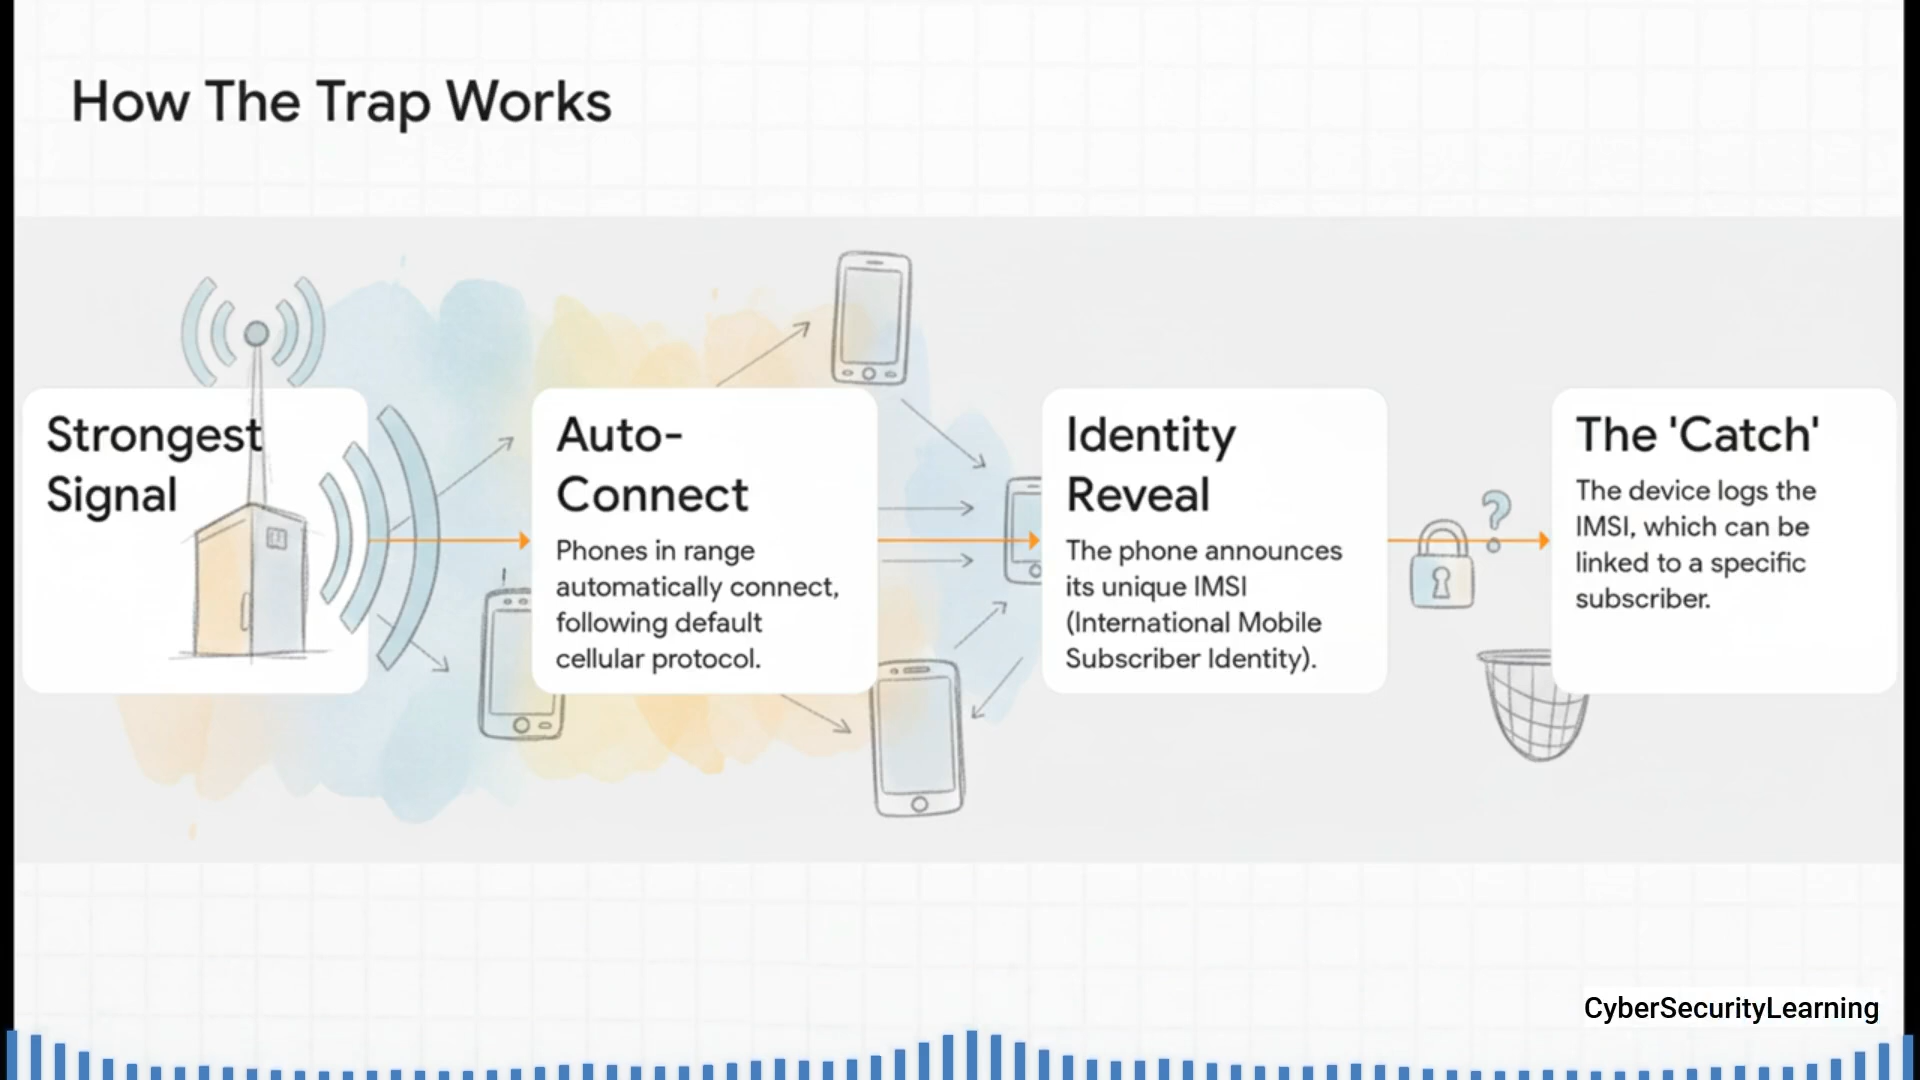 How The Trap Works
Strongest
Signal
Auto-
Connect
Phones in range
automatically connect,
following default
cellular protocol.
Identity
Reveal
The phone announces
its unique IMSI
(International Mobile
Subscriber Identity).
?
The 'Catch'
The device logs the
IMSI, which can be
linked to a specific
subscriber.
CyberSecurityLearning